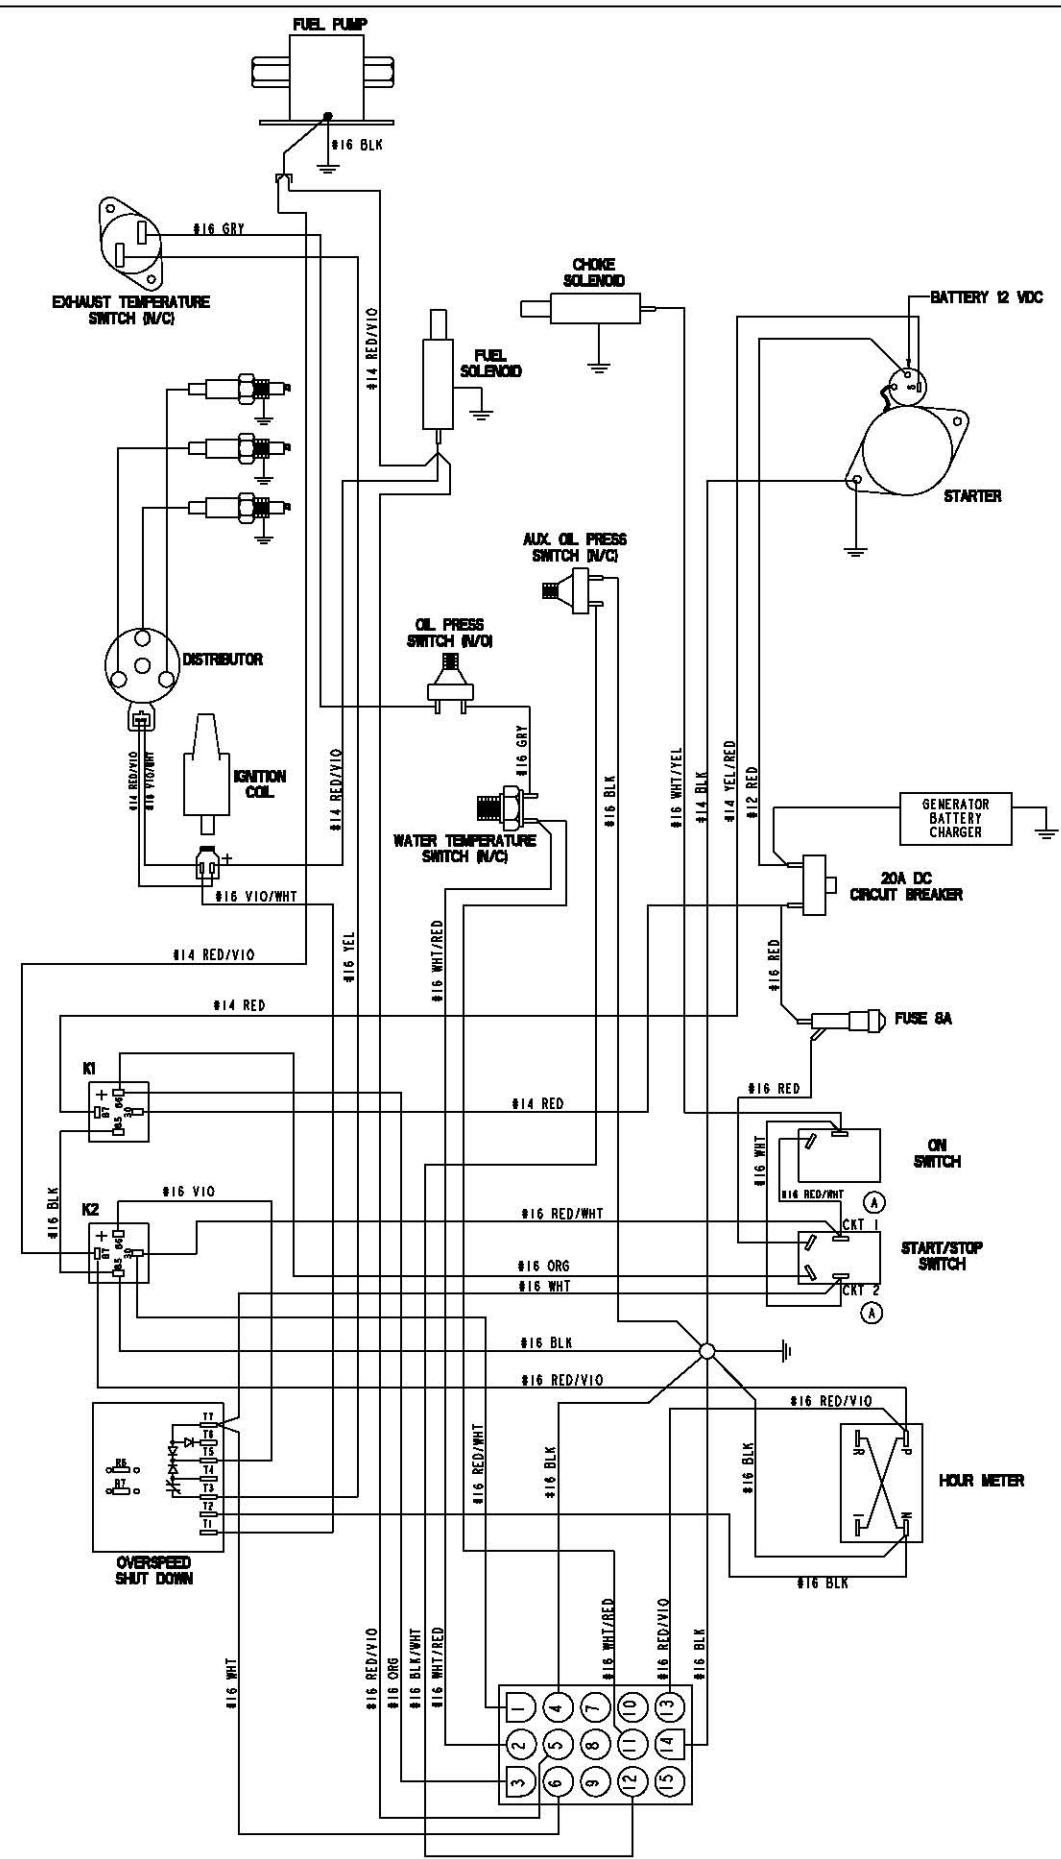 FUEL PUMP
#16 BLK
#16 GRY
EXHAUST TEMPERATURE
SWITCH (N/C)
CHOKE
SOLENOID
BATTERY 12 VDC
#14 RED/VIO
FUEL
SOLENOID
S
STARTER
AUX. OIL PRESS
SWITCH (N/C)
OIL PRESS
SWITCH (N/O)
DISTRIBUTOR
#14 RED/VIO
#16 VIO/WHT
IGNITION
COIL
+
#14 RED/VIO
#16 GRY
WATER TEMPERATURE
SWITCH (N/C)
#16 BLK
#16 WHT/YEL
#14 BLK
#14 YEL/RED
#12 RED
GENERATOR
BATTERY
CHARGER
20A DC
CIRCUIT BREAKER
#16 VIO/WHT
#14 RED/VIO
#16 YEL
#16 WHT/RED
#16 RED
#14 RED
FUSE 8A
K1
+
87
86
85
30
#14 RED
#16 RED
#16 WHT
ON
SWITCH
#16 RED/WHT
A
#16 BLK
#16 VIO
K2
+
87
86
85
30
#16 RED/WHT
CKT 1
START/STOP
SWITCH
#16 ORG
#16 WHT
CKT 2
A
#16 BLK
#16 RED/VIO
#16 RED/VIO
T7
T6
T5
T4
T3
T2
T1
R6
R7
OVERSPEED
SHUT DOWN
#16 RED/WHT
#16 BLK
#16 BLK
R
P
I
N
HOUR METER
#16 BLK
#16 WHT
#16 RED/VIO
#16 ORG
#16 BLK/WHT
#16 WHT/RED
#16 WHT/RED
#16 RED/VIO
#16 BLK
1
4
7
10
13
2
5
8
11
14
3
6
9
12
15